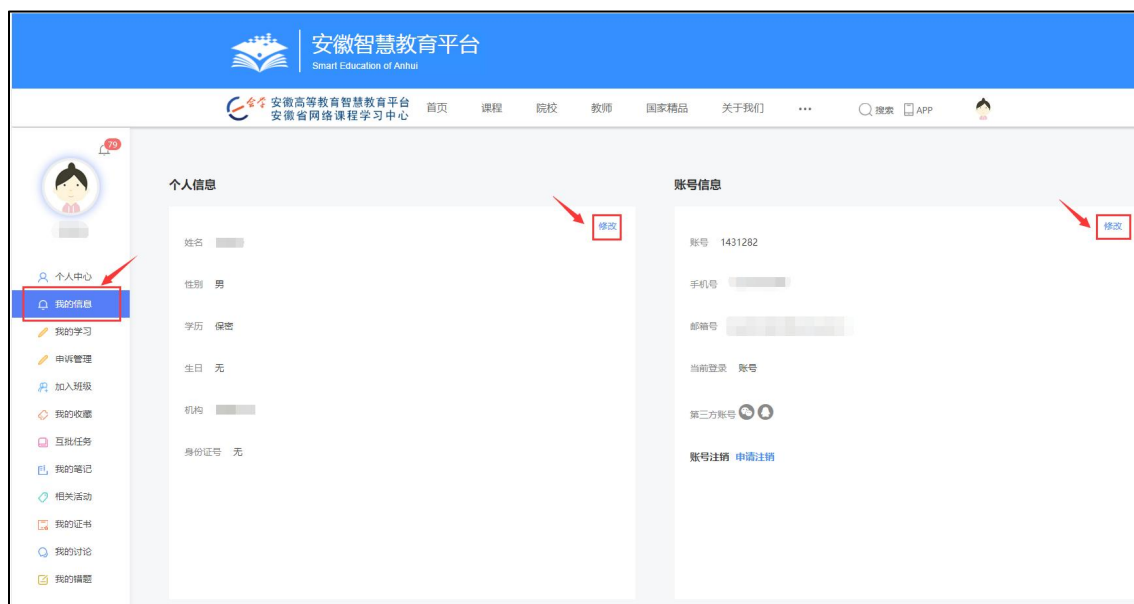 安徽智慧教育平台
Smart Education of Anhui
会学 安徽高等教育智慧教育平台
安徽省网络课程学习中心
首页 课程 院校 教师 国家精品 关于我们 ••• 搜索 APP
79
个人中心
我的信息
我的学习
申诉管理
加入班级
我的收藏
互批任务
我的笔记
相关活动
我的证书
我的讨论
我的错题
个人信息
修改
姓名
性别 男
学历 保密
生日 无
机构
身份证号 无
账号信息
修改
账号 1431282
手机号
邮箱号
当前登录 账号
第三方账号
账号注销 申请注销